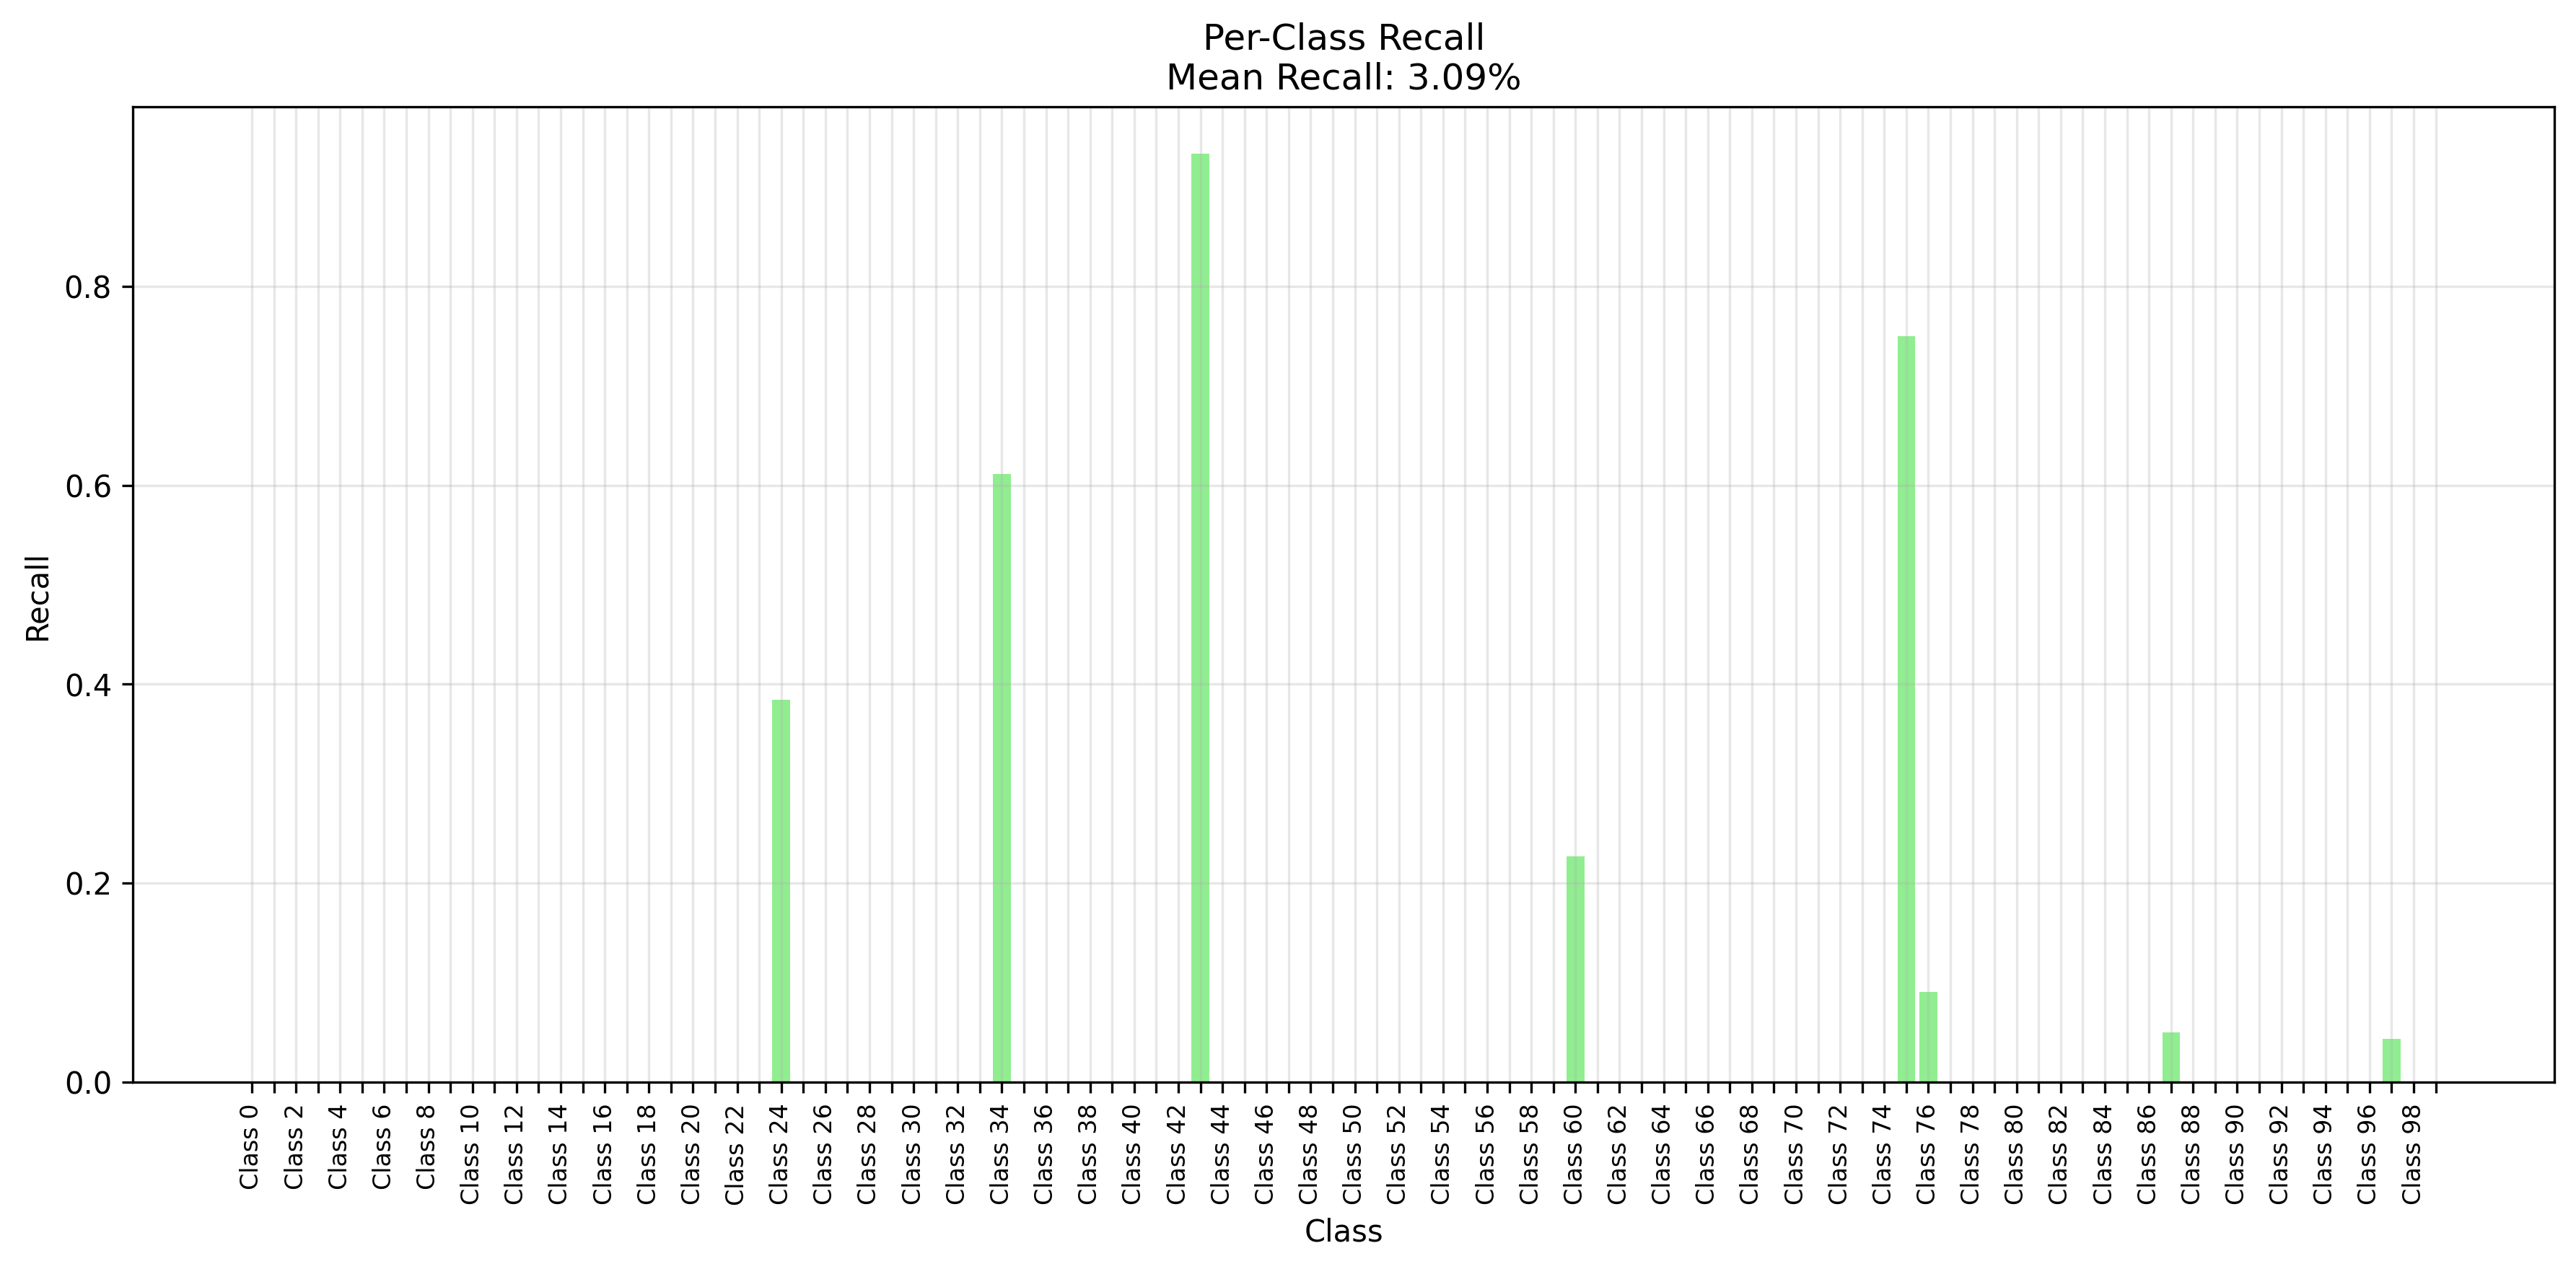 Per-Class Recall
Mean Recall: 3.09%
Recall
0.8
0.6
0.4
0.2
0.0
Class 0
Class 2
Class 4
Class 6
Class 8
Class 10
Class 12
Class 14
Class 16
Class 18
Class 20
Class 22
Class 24
Class 26
Class 28
Class 30
Class 32
Class 34
Class 36
Class 38
Class 40
Class 42
Class 44
Class 46
Class 48
Class 50
Class 52
Class 54
Class 56
Class 58
Class 60
Class 62
Class 64
Class 66
Class 68
Class 70
Class 72
Class 74
Class 76
Class 78
Class 80
Class 82
Class 84
Class 86
Class 88
Class 90
Class 92
Class 94
Class 96
Class 98
Class